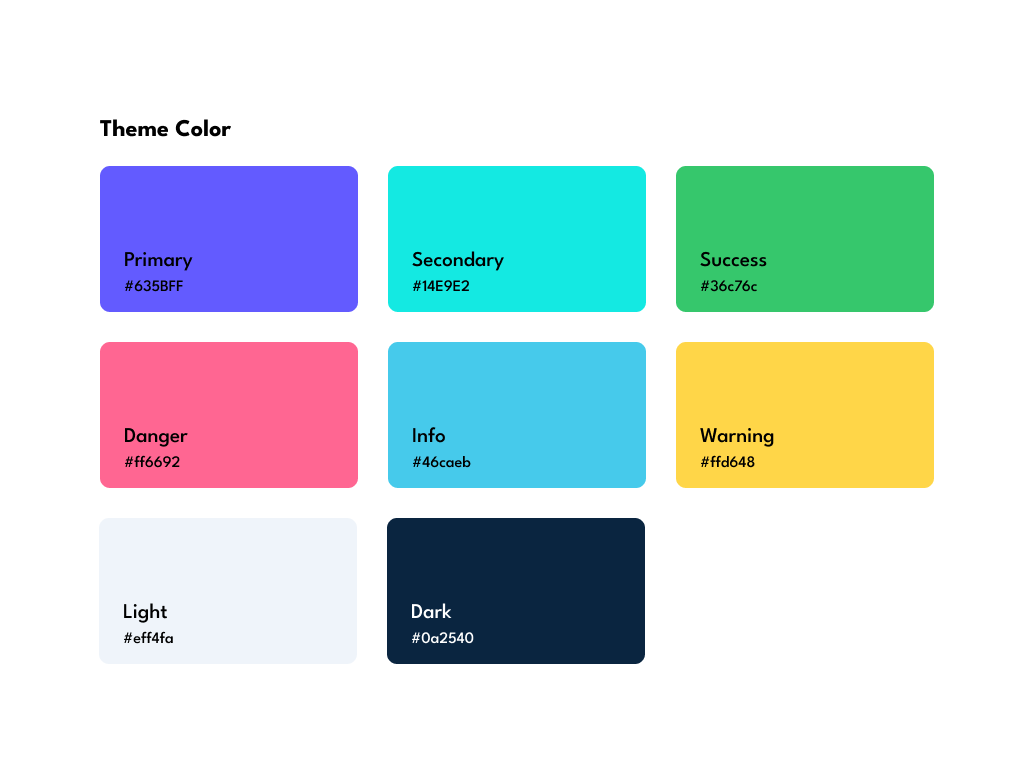 Theme Color
Primary
#635BFF
Secondary
#14E9E2
Success
#36c76c
Danger
#ff6692
Info
#46caeb
Warning
#ffd648
Light
#eff4fa
Dark
#0a2540